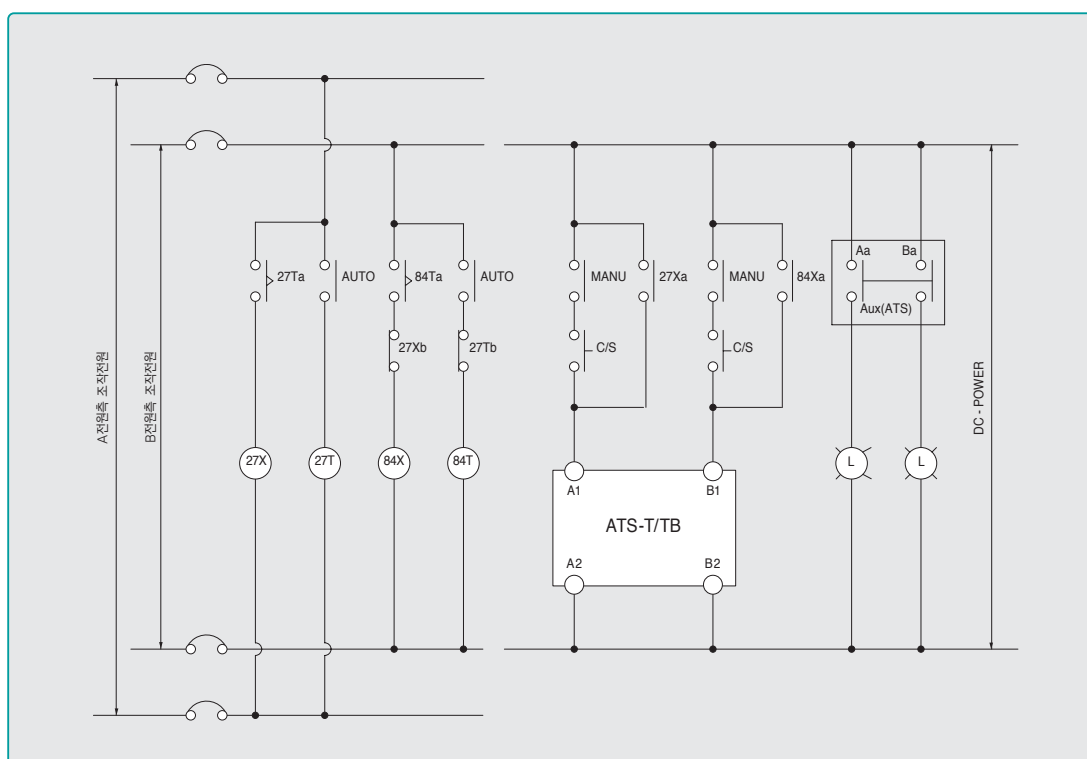 27Ta
AUTO
84Ta
AUTO
MANU
27Xa
MANU
84Xa
Aa
Ba
Aux(ATS)
27Xb
27Tb
C/S
C/S
A전원측 조작전원
B전원측 조작전원
DC - POWER
27X
27T
84X
84T
L
L
A1
B1
ATS-T/TB
A2
B2